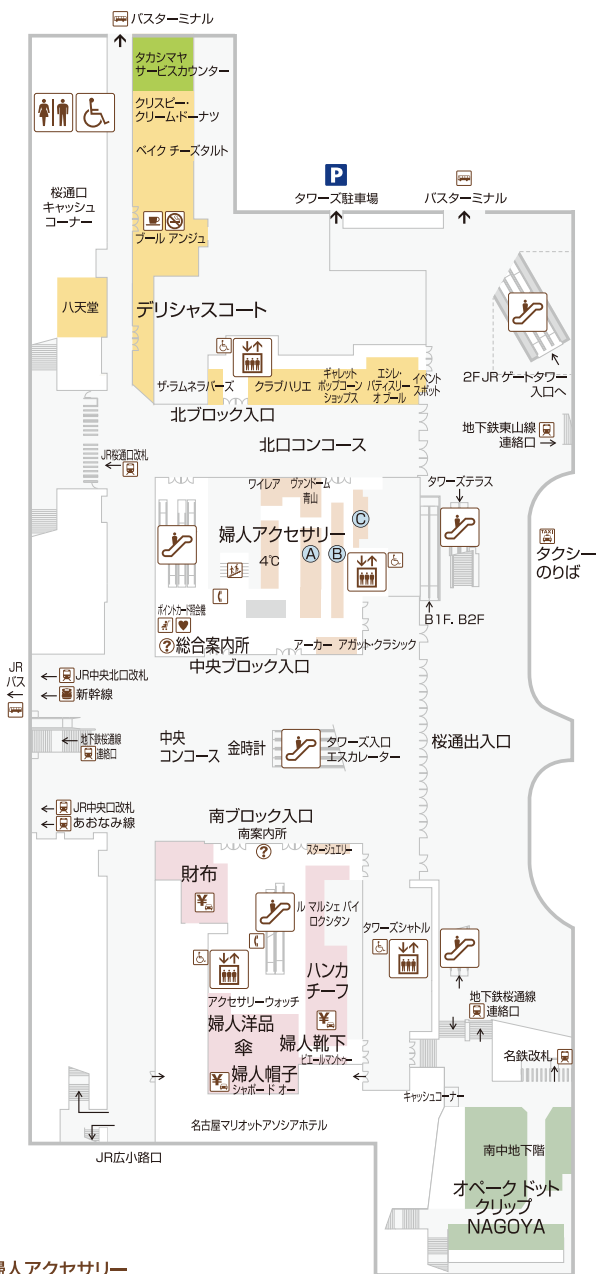 バスターミナル
タカシマヤ
サービスカウンター
クリスピー・
クリーム・ドーナツ
ベイク チーズタルト
桜通口
キャッシュ
コーナー
P
タワーズ駐車場
バスターミナル
ブール アンジュ
八天堂
デリシャスコート
2F JR ゲートタワー
入口へ
ザ・ラムネラバーズ
クラブハリエ
ギャレット
ポップコーン
ショップス
エシレ・
パティスリー
オ ブール
イベント
スポット
北ブロック入口
地下鉄東山線
連絡口
北口コンコース
JR桜通口改札
ワイレア
ヴァンドーム
青山
タワーズテラス
婦人アクセサリー
C
4℃
A
B
TAXI
タクシー
のりば
ポイントカード照会機
B1F. B2F
?総合案内所
アーカー
アガット・クラシック
中央ブロック入口
JR
バス
JR中央北口改札
新幹線
地下鉄桜通線
連絡口
中央
コンコース
金時計
タワーズ入口
エスカレーター
桜通出入口
JR中央口改札
あおなみ線
南ブロック入口
南案内所
?
スタージュエリー
財布
¥
ル マルシェ バイ
ロクシタン
タワーズシャトル
ハンカ
チーフ
¥
アクセサリーウォッチ
婦人洋品
傘
婦人靴下
ピエールマントゥー
地下鉄桜通線
連絡口
名鉄改札
¥
婦人帽子
シャポー ド オー
キャッシュコーナー
名古屋マリオットアソシアホテル
JR広小路口
南中地下階
オペーク ドット
クリップ
NAGOYA
婦人アクセサリー